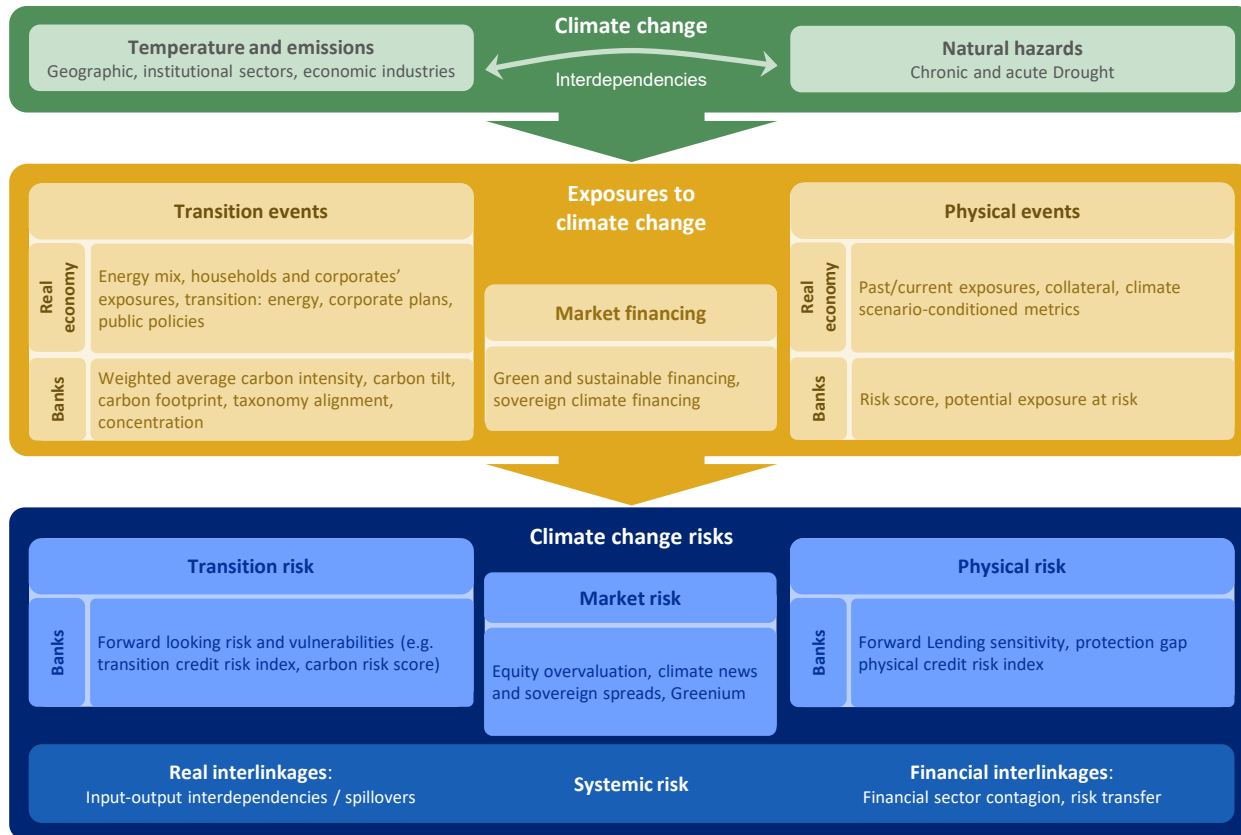 Climate change
Temperature and emissions
Geographic, institutional sectors, economic industries
Interdependencies
Natural hazards
Chronic and acute Drought
Exposures to
climate change
Transition events
Real
economy
Energy mix, households and corporates’
exposures, transition: energy, corporate plans,
public policies
Banks
Weighted average carbon intensity, carbon tilt,
carbon footprint, taxonomy alignment,
concentration
Market financing
Green and sustainable financing,
sovereign climate financing
Physical events
Real
economy
Past/current exposures, collateral, climate
scenario-conditioned metrics
Banks
Risk score, potential exposure at risk
Climate change risks
Transition risk
Banks
Forward looking risk and vulnerabilities (e.g.
transition credit risk index, carbon risk score)
Market risk
Equity overvaluation, climate news
and sovereign spreads, Greenium
Physical risk
Banks
Forward Lending sensitivity, protection gap
physical credit risk index
Real interlinkages:
Input-output interdependencies / spillovers
Systemic risk
Financial interlinkages:
Financial sector contagion, risk transfer